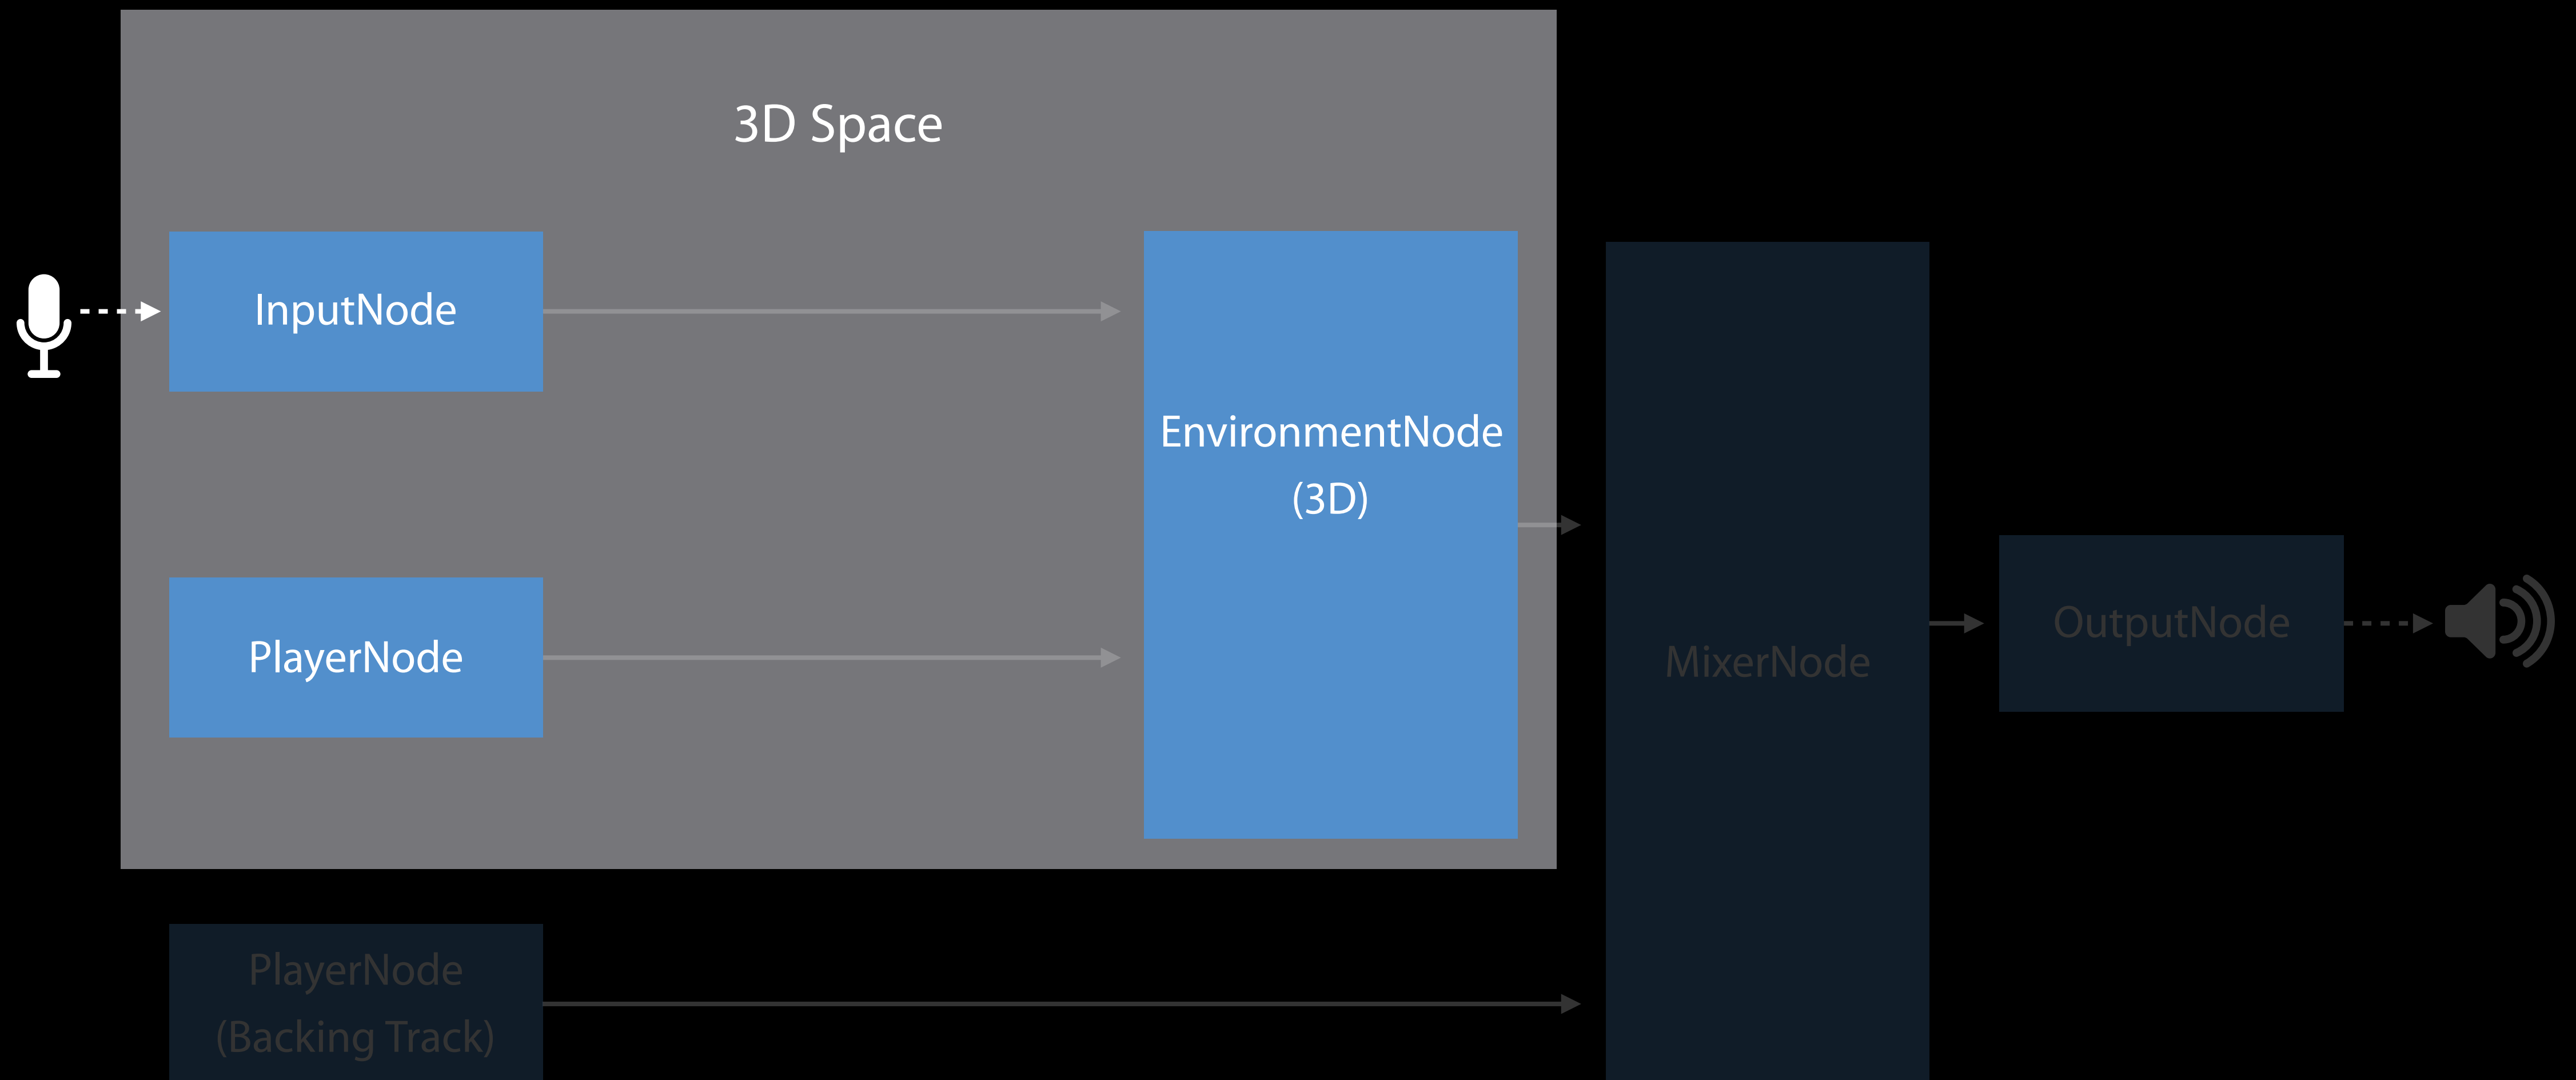 3D Space
InputNode
EnvironmentNode
(3D)
PlayerNode
MixerNode
OutputNode
PlayerNode
(Backing Track)